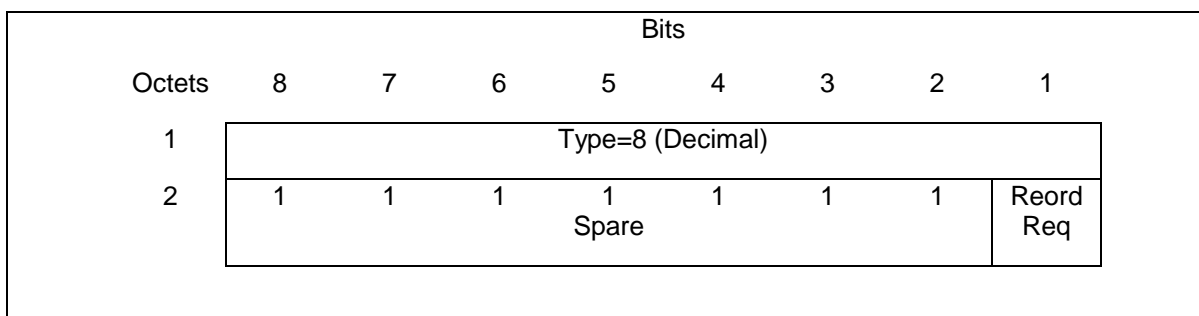 Bits
Octets 8 7 6 5 4 3 2 1
1 Type=8 (Decimal)
2 1 1 1 1 1 1 1 Reord
Spare Req